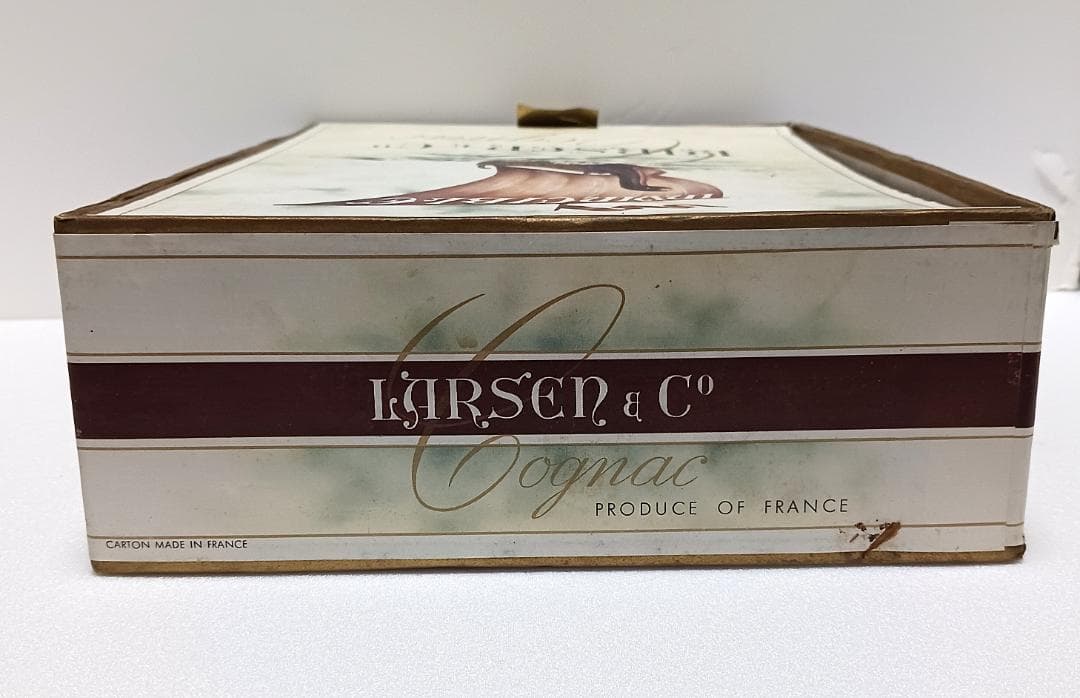 LARSEN & Cº
Cognac
PRODUCE OF FRANCE
CARTON MADE IN FRANCE